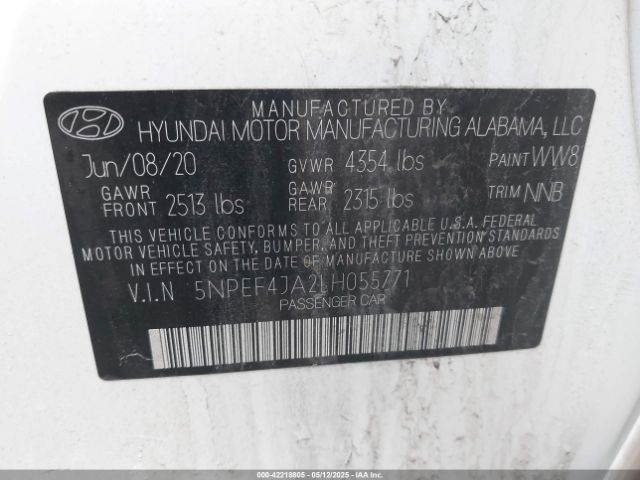 MANUFACTURED BY
HYUNDAI MOTOR MANUFACTURING ALABAMA, LLC
Jun/08/20 GVWR 4354 lbs PAINT WW8
GAWR FRONT 2513 lbs GAWR REAR 2315 lbs TRIM NNB
THIS VEHICLE CONFORMS TO ALL APPLICABLE U.S.A. FEDERAL
MOTOR VEHICLE SAFETY, BUMPER, AND THEFT PREVENTION STANDARDS
IN EFFECT ON THE DATE OF MANUFACTURE SHOWN ABOVE.
V.I.N 5NPEF4JA2LH055771
PASSENGER CAR
000-42218805 - 05/12/2025 - IAAI.COM